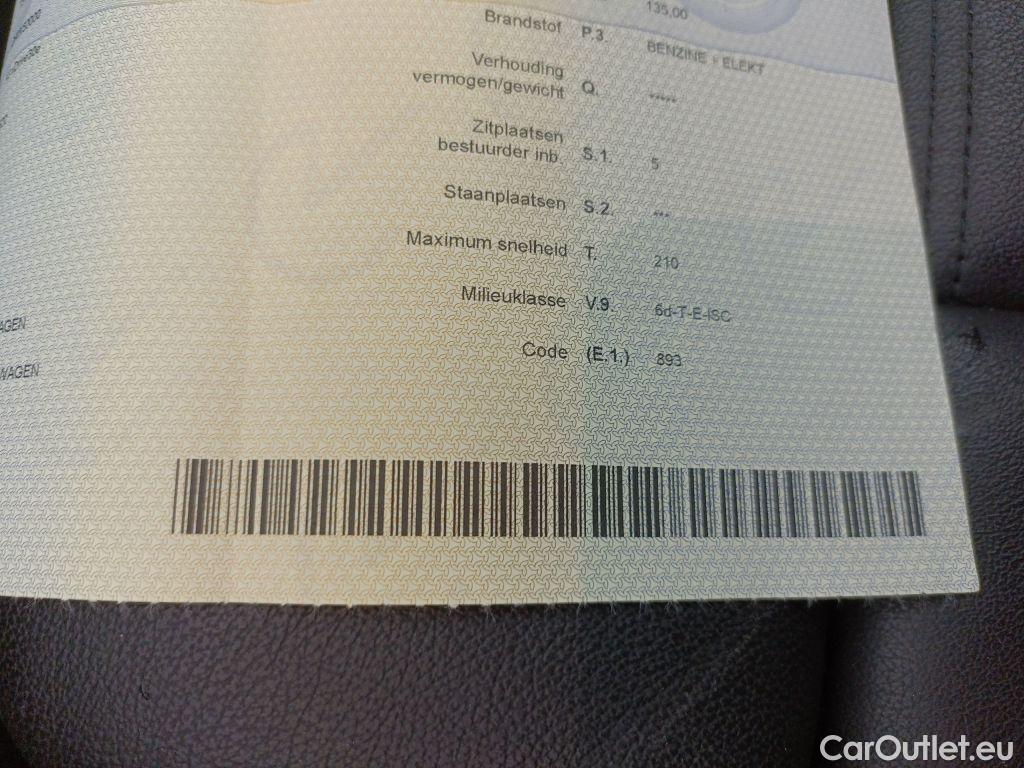 135,00
Brandstof P.3. BENZINE + ELEKT
Verhouding
vermogen/gewicht Q. -----
Zitplaatsen
bestuurder inb. S.1. 5
Staanplaatsen S.2. ---
Maximum snelheid T. 210
Milieuklasse V.9. 6d-T-E-ISC
AGEN
Code (E.1.) 893
WAGEN
CarOutlet.eu